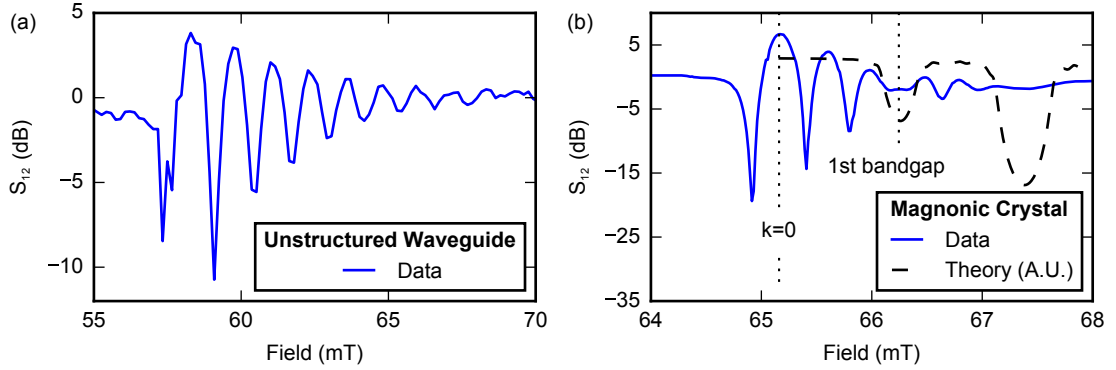 (a)
5
0
−5
−10
S12 (dB)
Unstructured Waveguide
Data
55
60
65
70
Field (mT)
(b)
5
−5
−15
−25
−35
S12 (dB)
1st bandgap
k=0
Magnonic Crystal
Data
Theory (A.U.)
64
65
66
67
68
Field (mT)